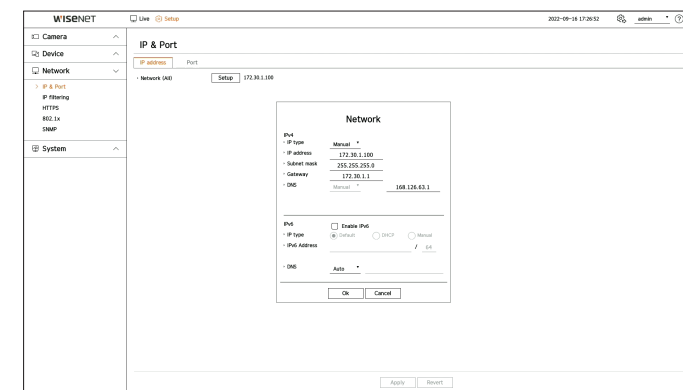 WISENET Live Setup 2022-09-16 17:26:52 admin ?
Camera
Device
Network
IP & Port
IP filtering
HTTPS
802.1x
SNMP
System
IP & Port
IP address Port
Network (All) Setup 172.30.1.100
Network
IPv4
IP type Manual
IP address 172.30.1.100
Subnet mask 255.255.255.0
Gateway 172.30.1.1
DNS Manual 168.126.63.1
IPv6 Enable IPv6
IP type Default DHCP Manual
IPv6 Address / 64
DNS Auto
Ok Cancel
Apply Revert